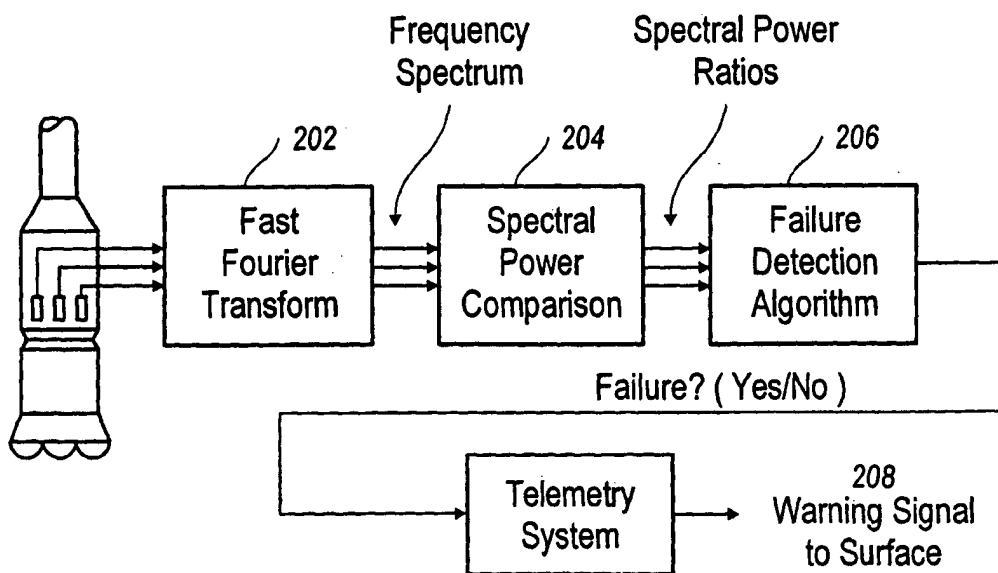 Frequency
Spectrum
Spectral Power
Ratios
202
204
206
Fast
Fourier
Transform
Spectral
Power
Comparison
Failure
Detection
Algorithm
Failure? ( Yes/No )
Telemetry
System
208
Warning Signal
to Surface